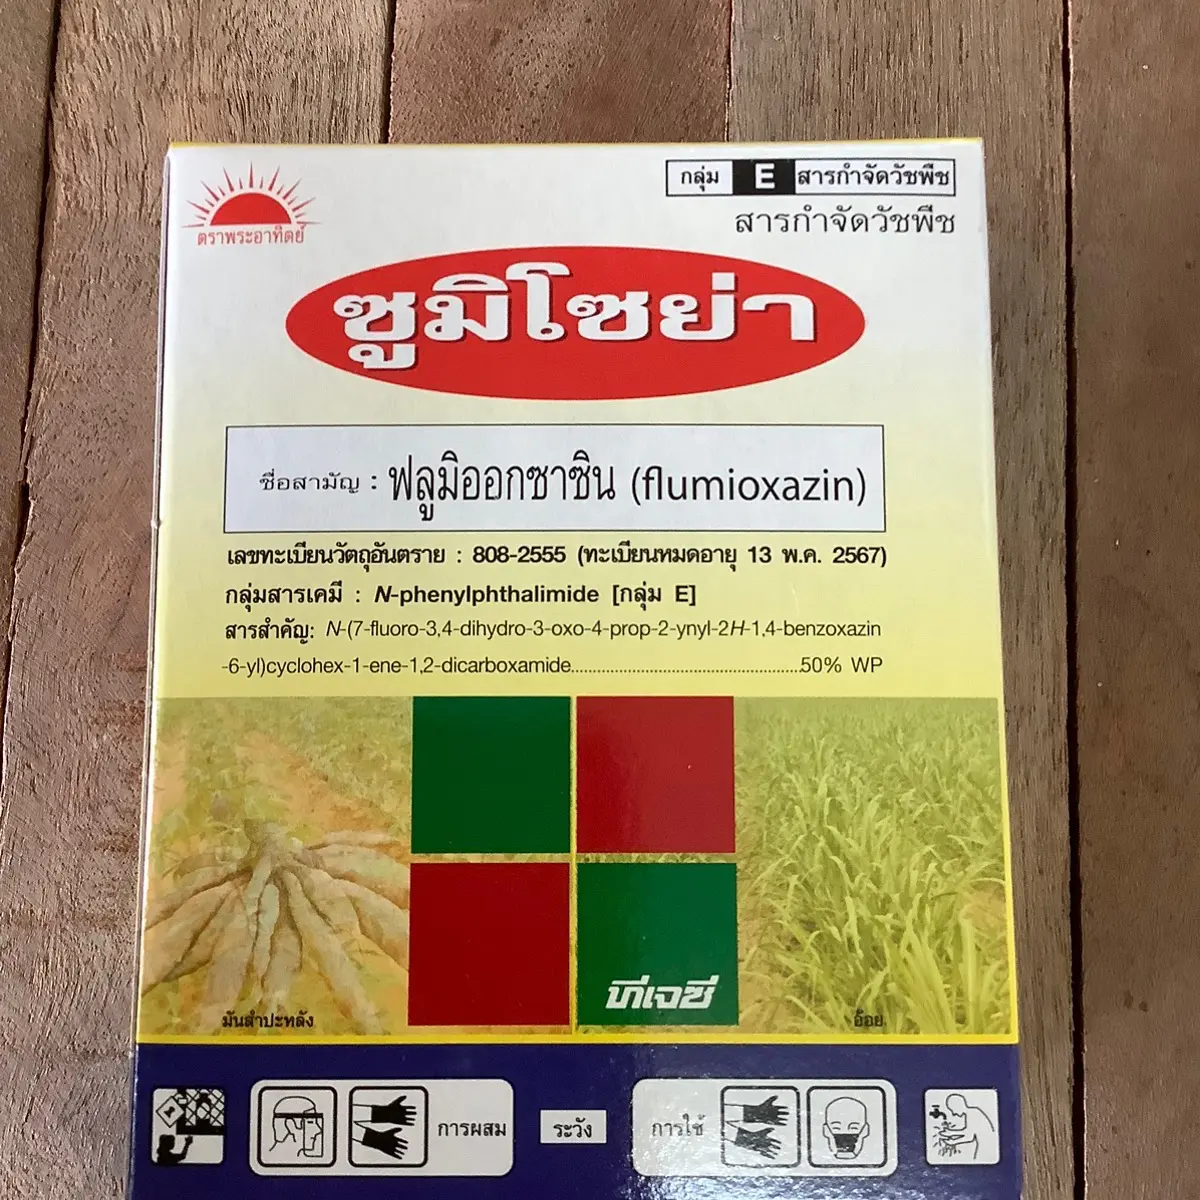 กลุ่ม E สารกำจัดวัชพืช
สารกำจัดวัชพืช
ตราพระอาทิตย์
ซูมิโซย่า
ชื่อสามัญ : ฟลูมิออกซาซิน (flumioxazin)
เลขทะเบียนวัตถุอันตราย : 808-2555 (ทะเบียนหมดอายุ 13 พ.ค. 2567)
กลุ่มสารเคมี : N-phenylphthalimide [กลุ่ม E]
สารสำคัญ: N-(7-fluoro-3,4-dihydro-3-oxo-4-prop-2-ynyl-2H-1,4-benzoxazin
-6-yl)cyclohex-1-ene-1,2-dicarboxamide..................................................50% WP
ทีเจซี
มันสำปะหลัง
อ้อย
การผสม
ระวัง
การใช้